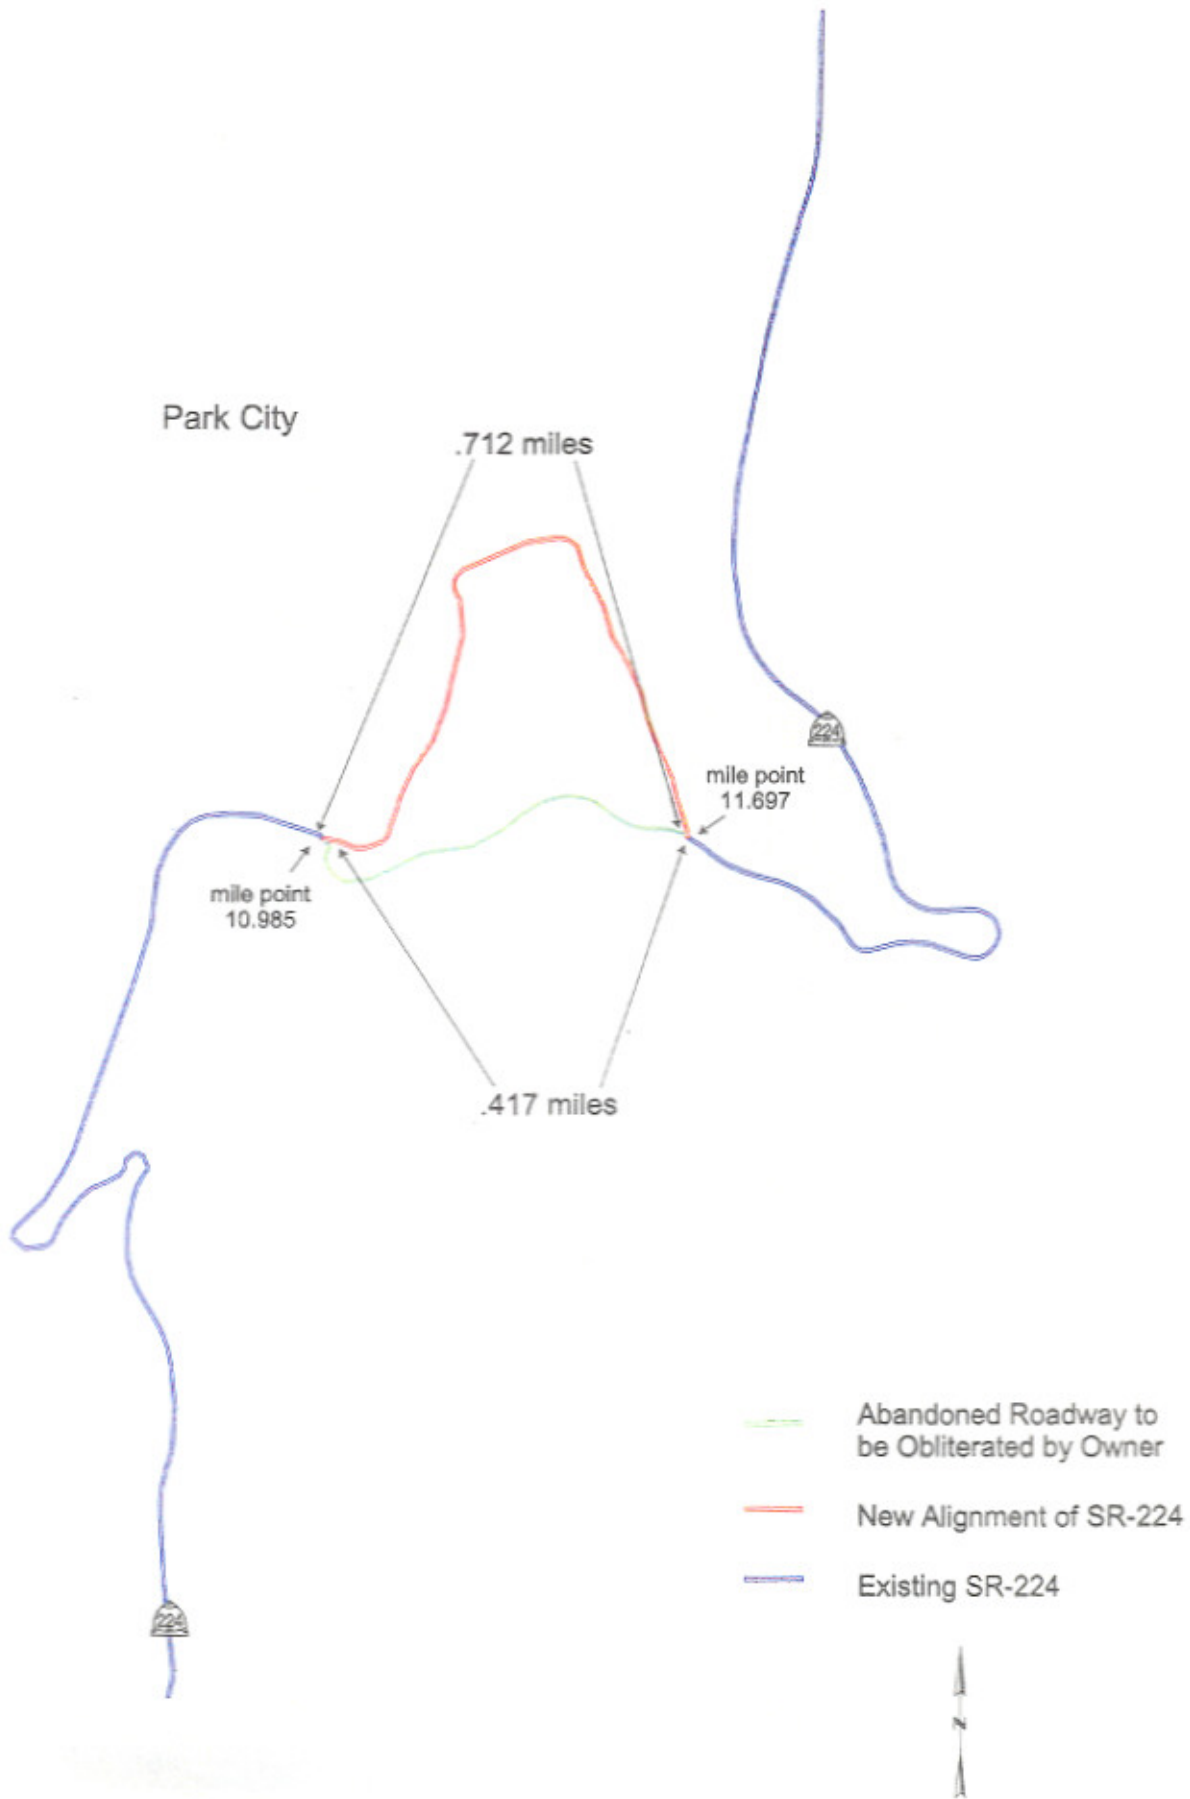 Park City
.712 miles
224
mile point
11.697
mile point
10.985
.417 miles
Abandoned Roadway to
be Obliterated by Owner
New Alignment of SR-224
Existing SR-224
224
N